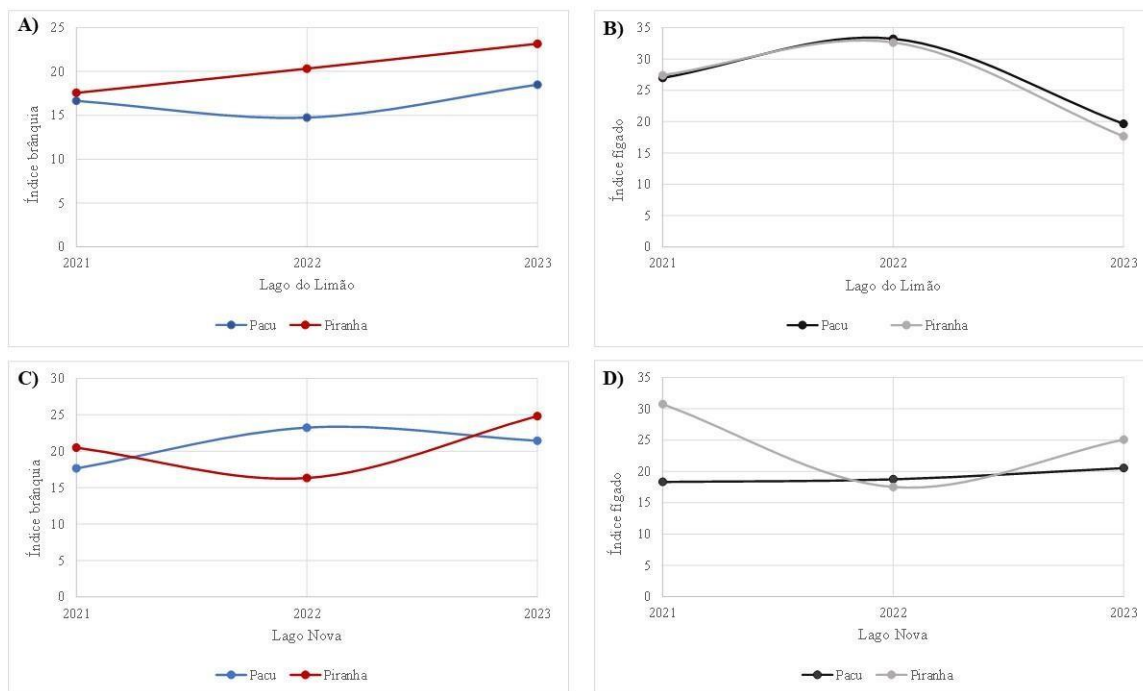 A)
25
20
15
10
5
0
Índice brânquia
2021 2022 2023
Lago do Limão
Pacu Piranha
B)
35
30
25
20
15
10
5
0
Índice fígado
2021 2022 2023
Lago do Limão
Pacu Piranha
C)
30
25
20
15
10
5
0
Índice brânquia
2021 2022 2023
Lago Nova
Pacu Piranha
D)
35
30
25
20
15
10
5
0
Índice fígado
2021 2022 2023
Lago Nova
Pacu Piranha